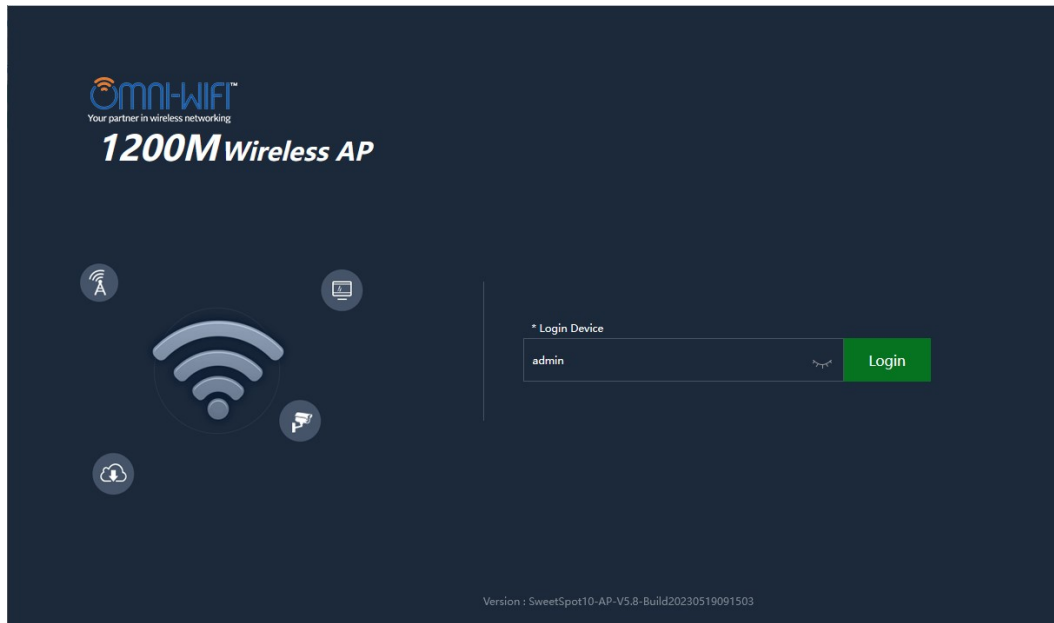 OMNI-WIFI™
Your partner in wireless networking
1200M Wireless AP
* Login Device
admin
Login
Version : SweetSpot10-AP-V5.8-Build20230519091503